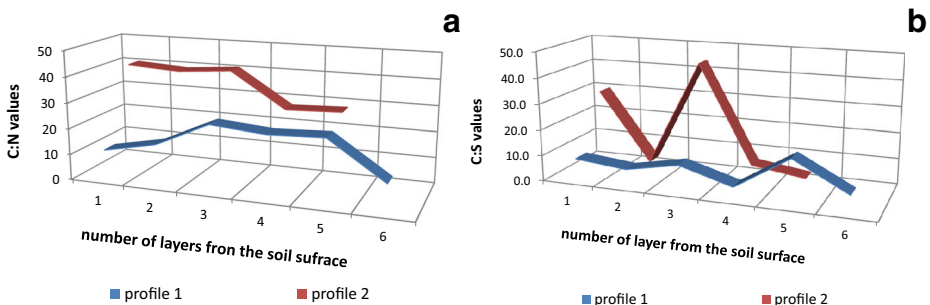 a
50
40
30
20
10
0
C:N values
1 2 3 4 5 6
number of layers fron the soil sufrace
profile 1 profile 2
b
50.0
40.0
30.0
20.0
10.0
0.0
C:S values
1 2 3 4 5 6
number of layer from the soil surface
profile 1 profile 2